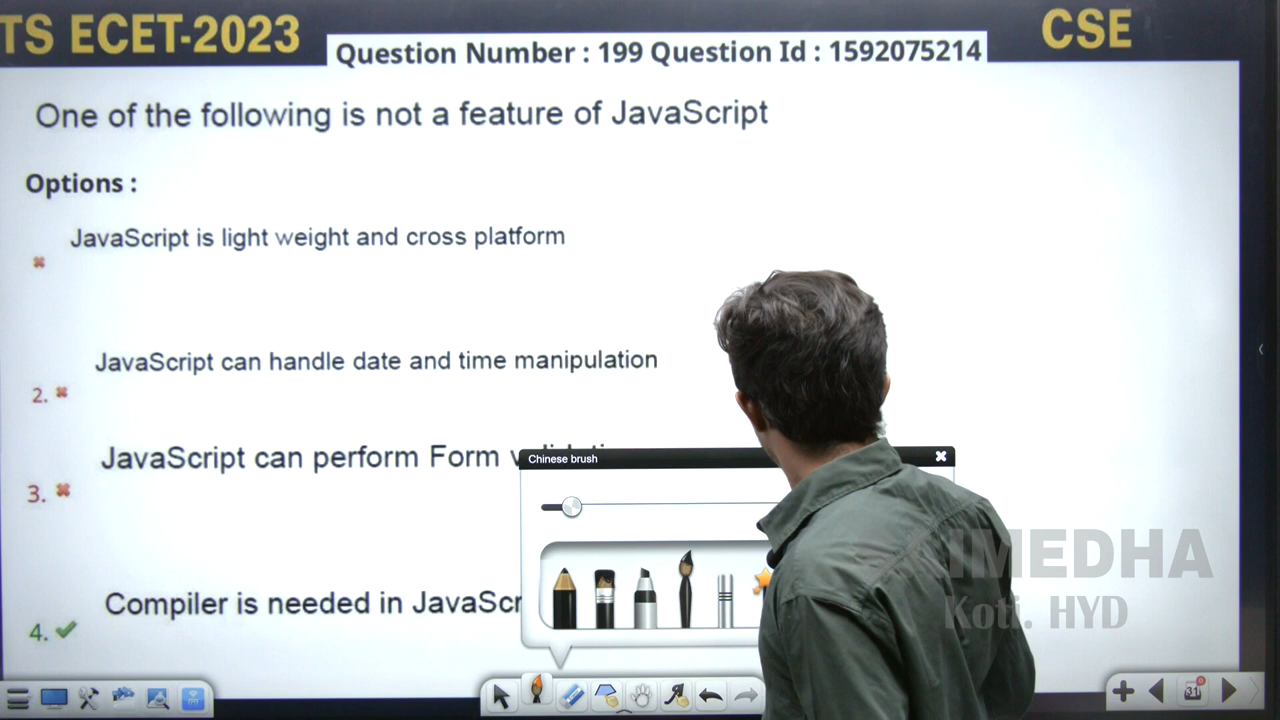 TS ECET-2023
CSE
Question Number : 199 Question Id : 1592075214
One of the following is not a feature of JavaScript
Options :
JavaScript is light weight and cross platform
JavaScript can handle date and time manipulation
2.
JavaScript can perform Form
3.
Chinese brush
Compiler is needed in JavaScr
4.
IMEDHA
Koti. HYD
31